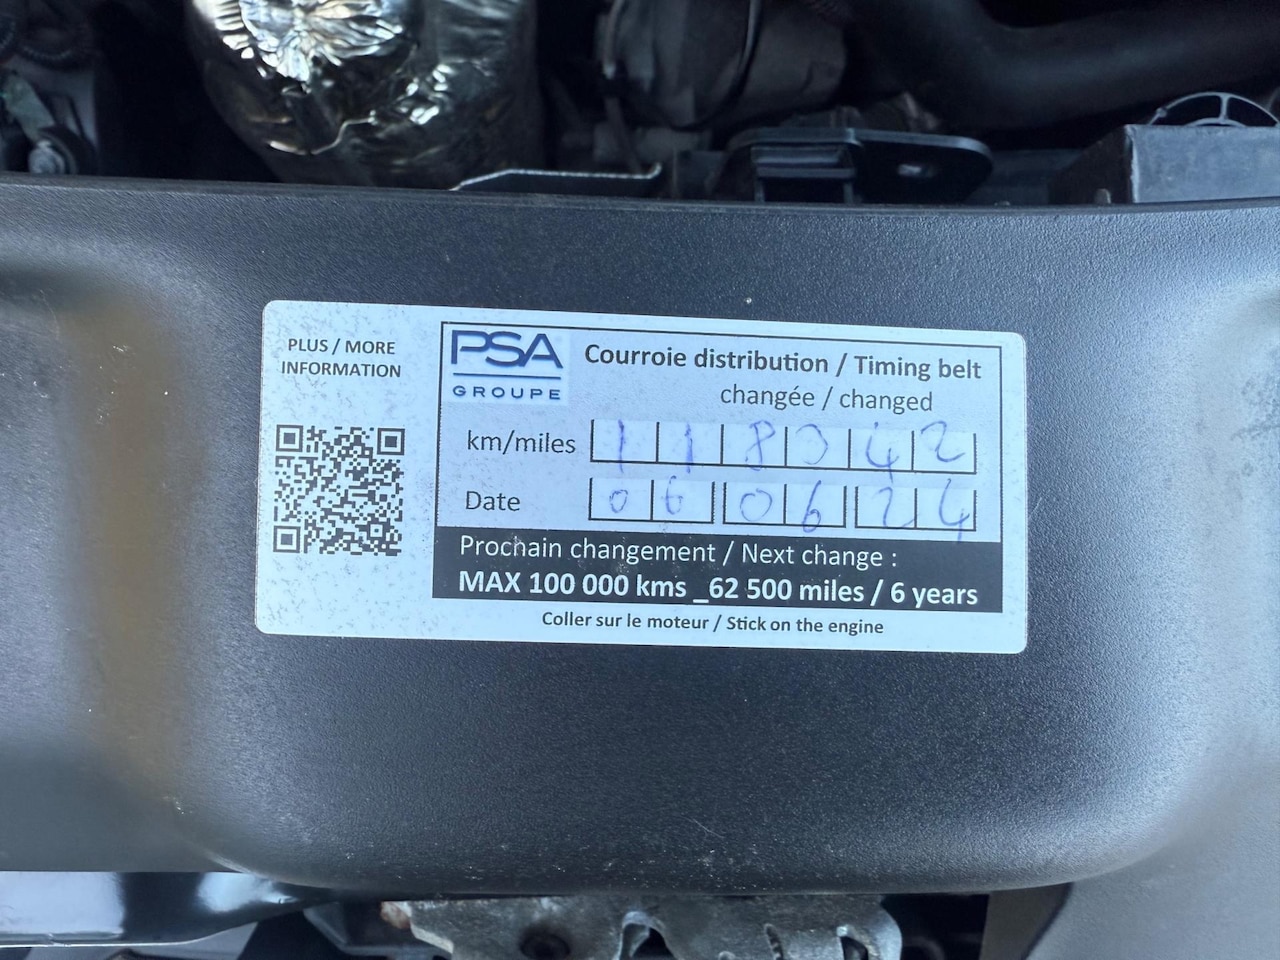 PLUS / MORE
INFORMATION
PSA
GROUPE
Courroie distribution / Timing belt
changée / changed
km/miles 118342
Date 06 06 24
Prochain changement / Next change :
MAX 100 000 kms _62 500 miles / 6 years
Coller sur le moteur / Stick on the engine